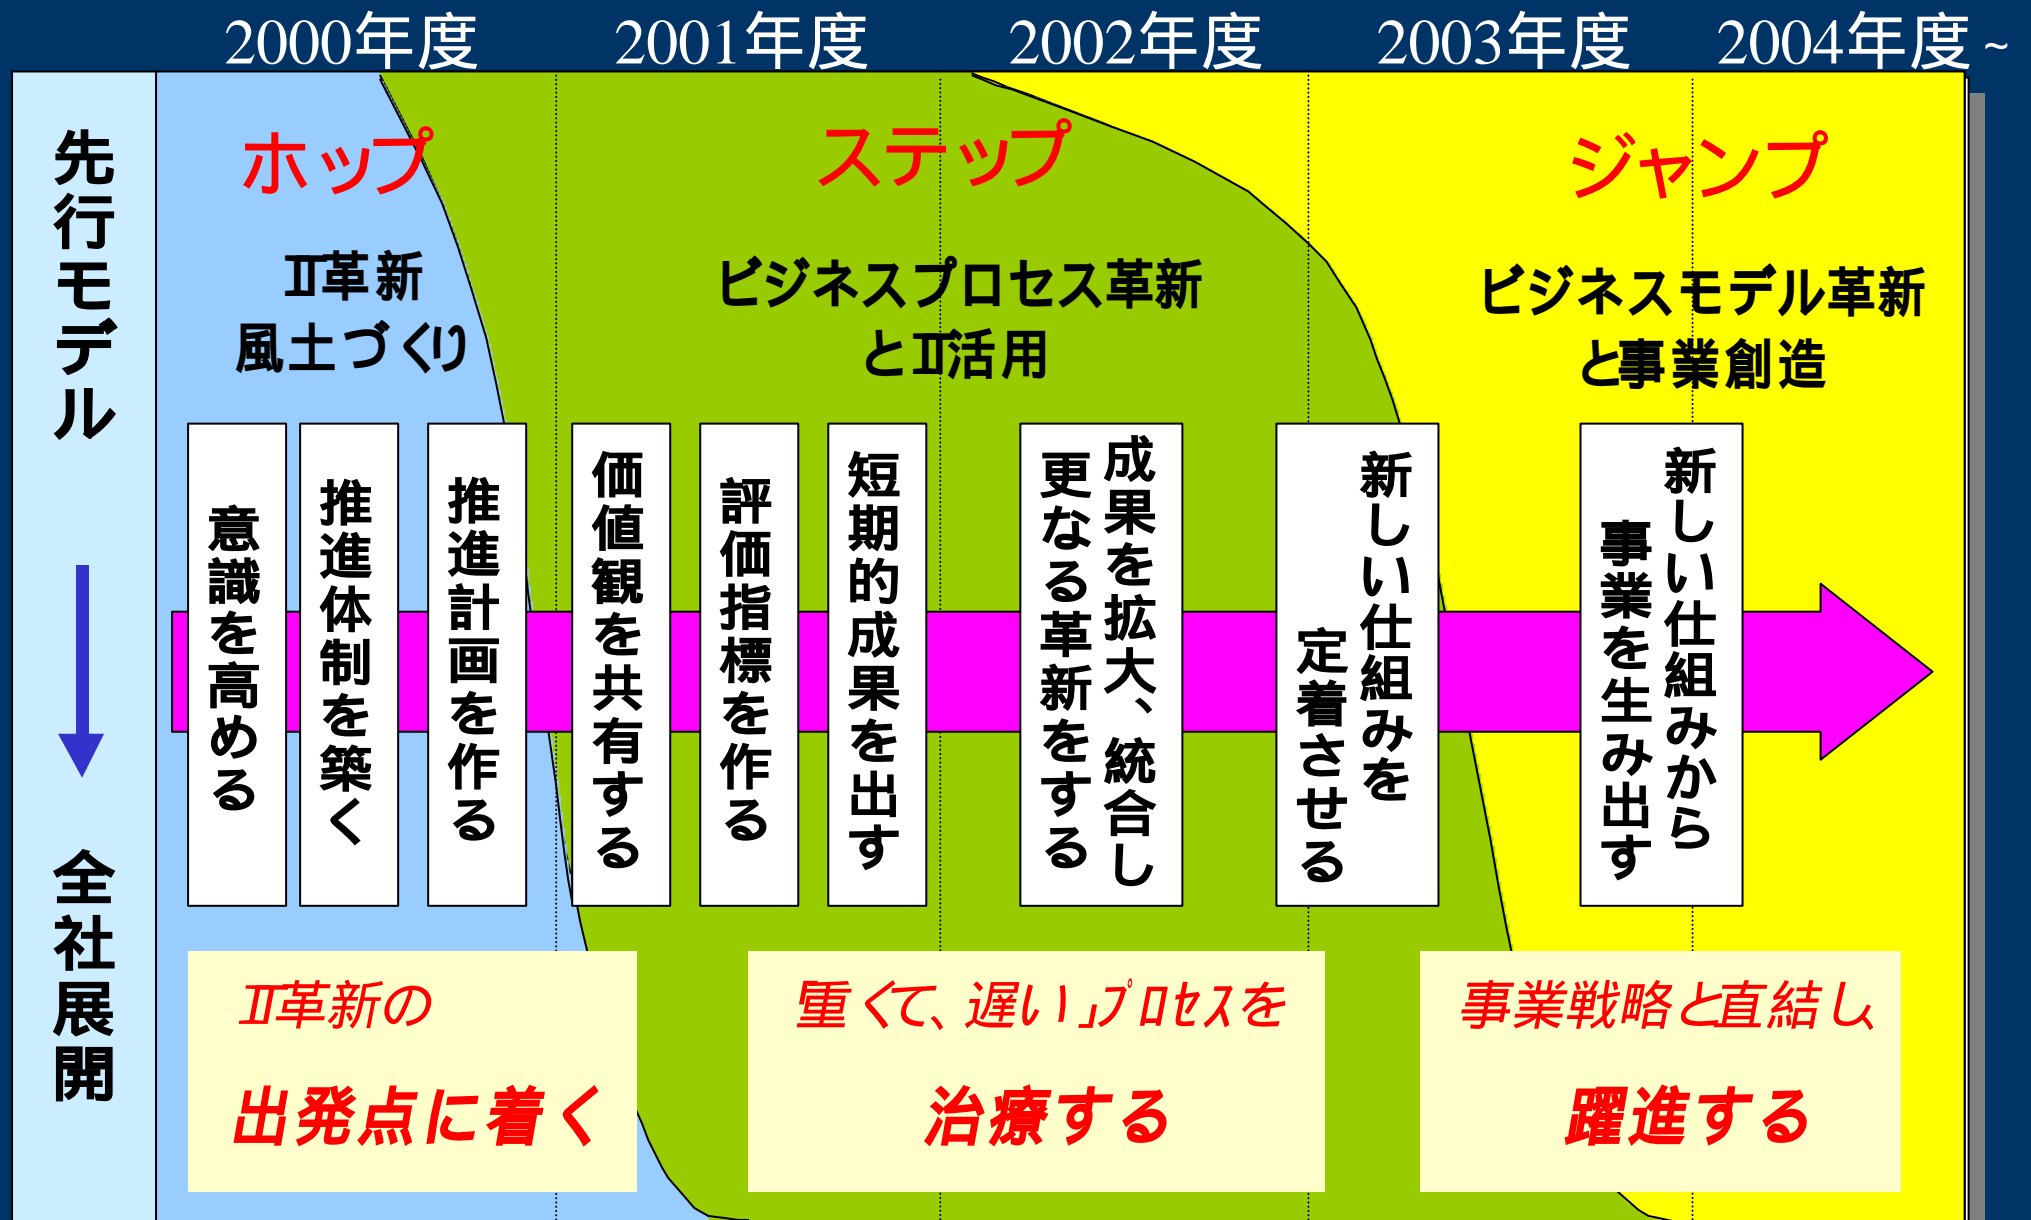 2000年度 2001年度 2002年度 2003年度 2004年度~
先行モデル
全社展開
ホップ
IT革新
風土づくり
ステップ
ビジネスプロセス革新
とIT活用
ジャンプ
ビジネスモデル革新
と事業創造
意識を高める
推進体制を築く
推進計画を作る
価値観を共有する
評価指標を作る
短期的成果を出す
成果を拡大、統合し
更なる革新をする
新しい仕組みを
定着させる
新しい仕組みから
事業を生み出す
IT革新の
出発点に着く
重くて、遅い」ﾌﾟﾛｾｽを
治療する
事業戦略と直結し、
躍進する